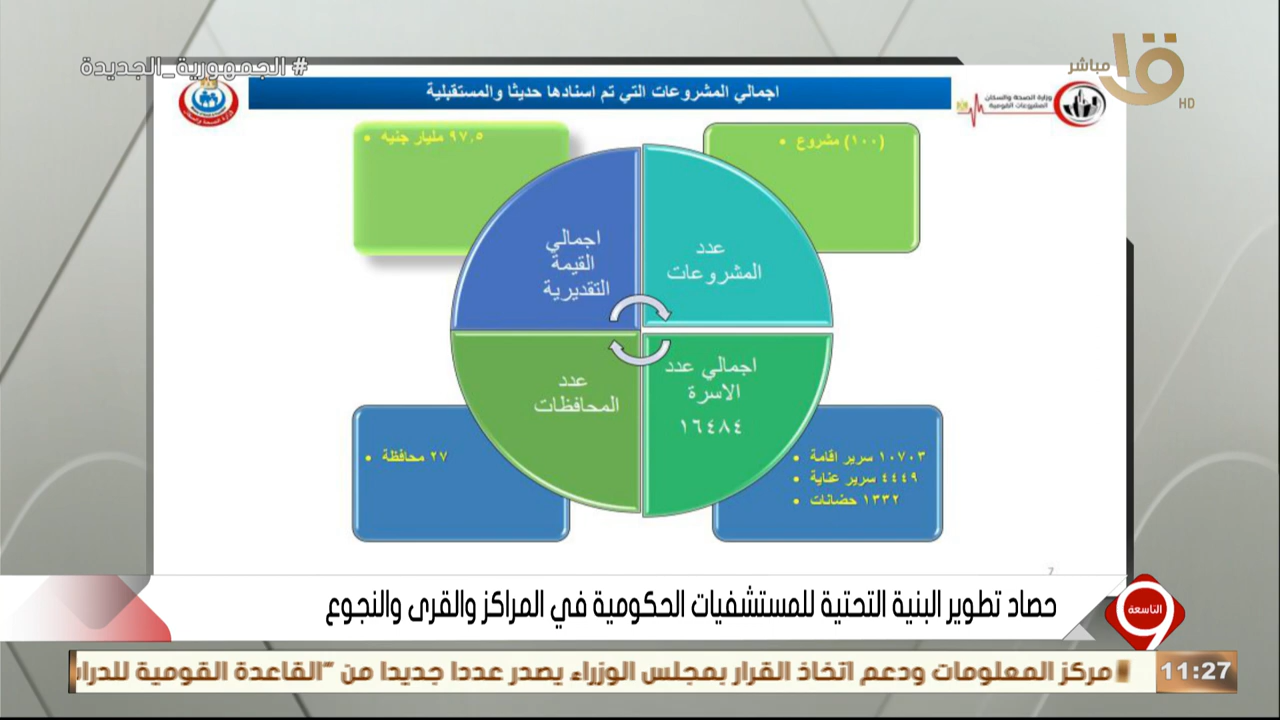 #الجمهورية_الجديدة
مباشر
HD
اجمالي المشروعات التي تم اسنادها حديثا والمستقبلية
وزارة الصحة والسكان
المشروعات القومية
(١٠٠) مشروع
٩٧,٥ مليار جنيه
عدد
المشروعات
اجمالي
القيمة
التقديرية
اجمالي عدد
الاسرة
١٦٤٨٤
عدد
المحافظات
١٠٧٠٣ سرير اقامة
٤٤٤٩ سرير عناية
١٣٣٢ حضانات
٢٧ محافظة
7
التاسعة
حصاد تطوير البنية التحتية للمستشفيات الحكومية في المراكز والقرى والنجوع
11:27
مركز المعلومات ودعم اتخاذ القرار بمجلس الوزراء يصدر عددا جديدا من "القاعدة القومية للدرا